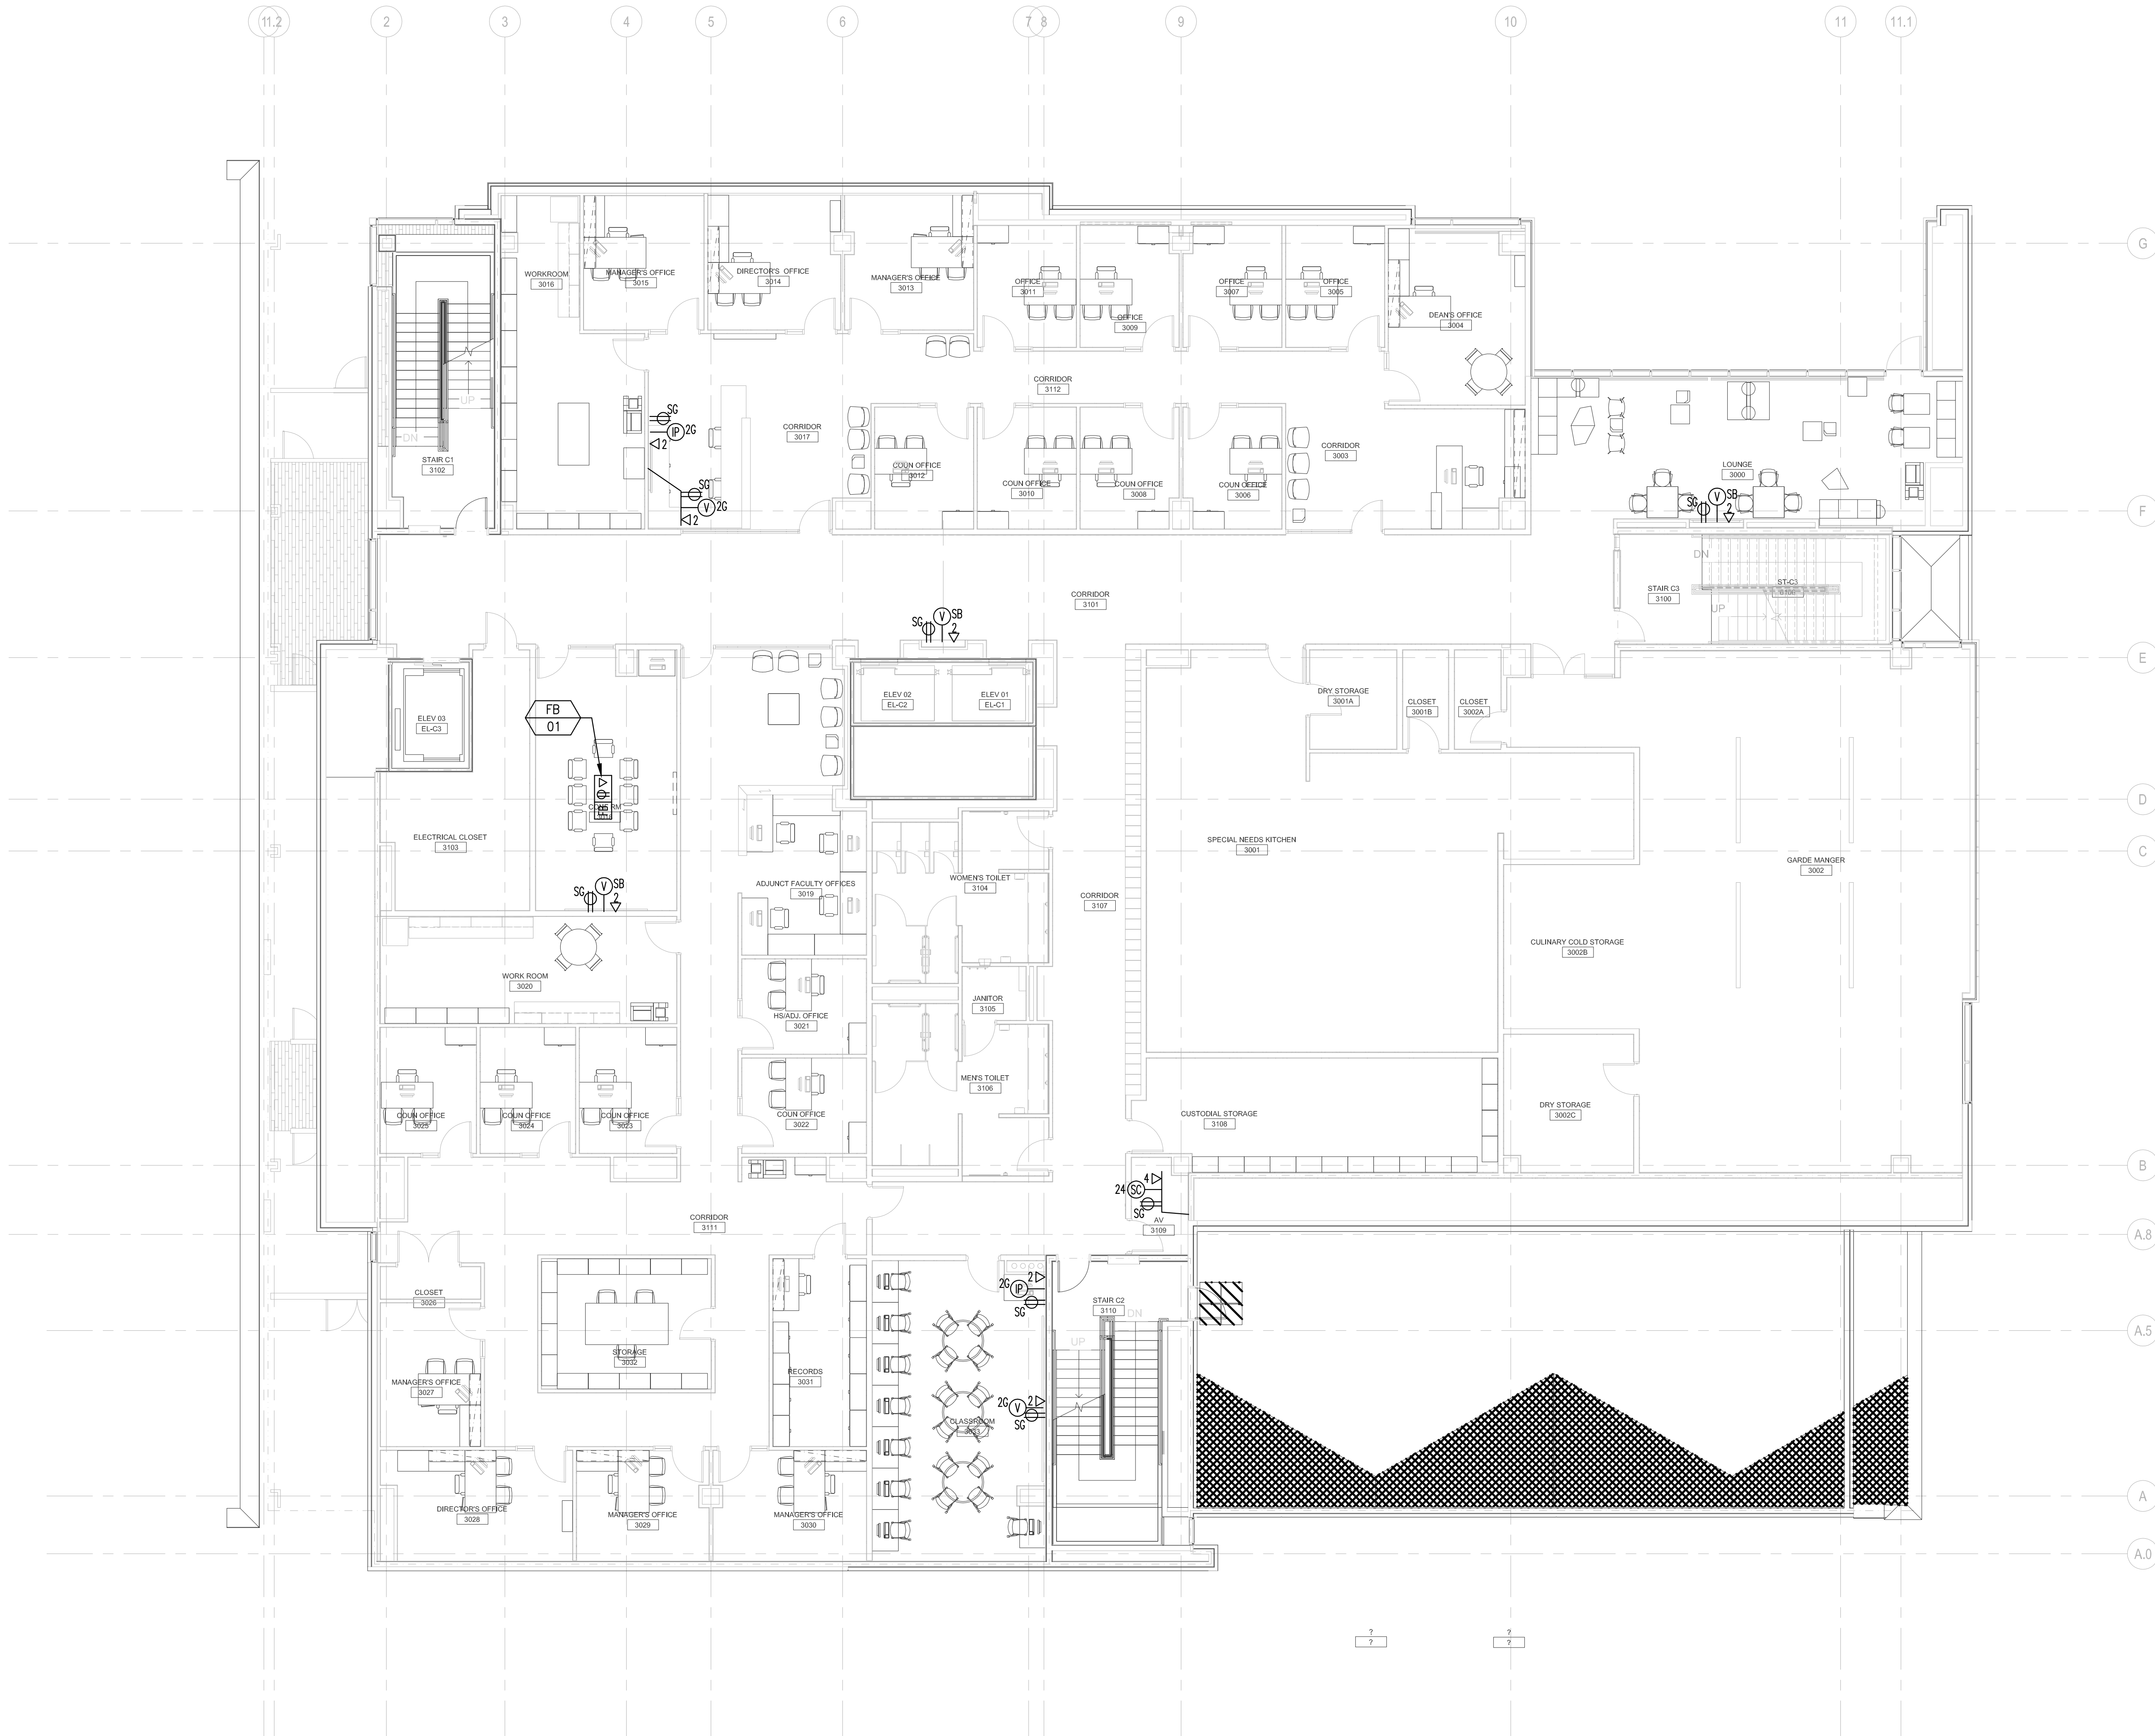 1
1.2
2
3
4
5
6
7
8
9
10
11
11.1
G
WORKROOM
3016
MANAGER'S OFFICE
3015
DIRECTOR'S OFFICE
3014
MANAGER'S OFFICE
3013
OFFICE
3011
OFFICE
3009
OFFICE
3007
OFFICE
3005
DEAN'S OFFICE
3004
CORRIDOR
3112
UP
DN
STAIR C1
3102
SG
IP 2G
2
SG
V 2G
2
CORRIDOR
3017
COUN OFFICE
3012
COUN OFFICE
3010
COUN OFFICE
3008
COUN OFFICE
3006
CORRIDOR
3003
LOUNGE
3000
SG V SB
2
F
DN
STAIR C3
3100
ST-C3
UP
CORRIDOR
3101
SG V SB
2
E
ELEV 03
EL-C3
FB
01
ELEV 02
EL-C2
ELEV 01
EL-C1
DRY STORAGE
3001A
CLOSET
3001B
CLOSET
3002A
D
ELECTRICAL CLOSET
3103
SPECIAL NEEDS KITCHEN
3001
C
GARDE MANGER
3002
SG V SB
2
ADJUNCT FACULTY OFFICES
3019
WOMEN'S TOILET
3104
CORRIDOR
3107
CULINARY COLD STORAGE
3002B
WORK ROOM
3020
HS/ADJ. OFFICE
3021
JANITOR
3105
MEN'S TOILET
3106
COUN OFFICE
3025
COUN OFFICE
3024
COUN OFFICE
3023
COUN OFFICE
3022
CUSTODIAL STORAGE
3108
DRY STORAGE
3002C
B
4
24 SC
SG
AV
3109
CORRIDOR
3111
A.8
CLOSET
3026
2
2G IP
SG
STAIR C2
3110
DN
UP
A.5
STORAGE
3032
RECORDS
3031
MANAGER'S OFFICE
3027
2
2G V
SG
CLASSROOM
3033
DIRECTOR'S OFFICE
3028
MANAGER'S OFFICE
3029
MANAGER'S OFFICE
3030
A
A.0
?
?
?
?